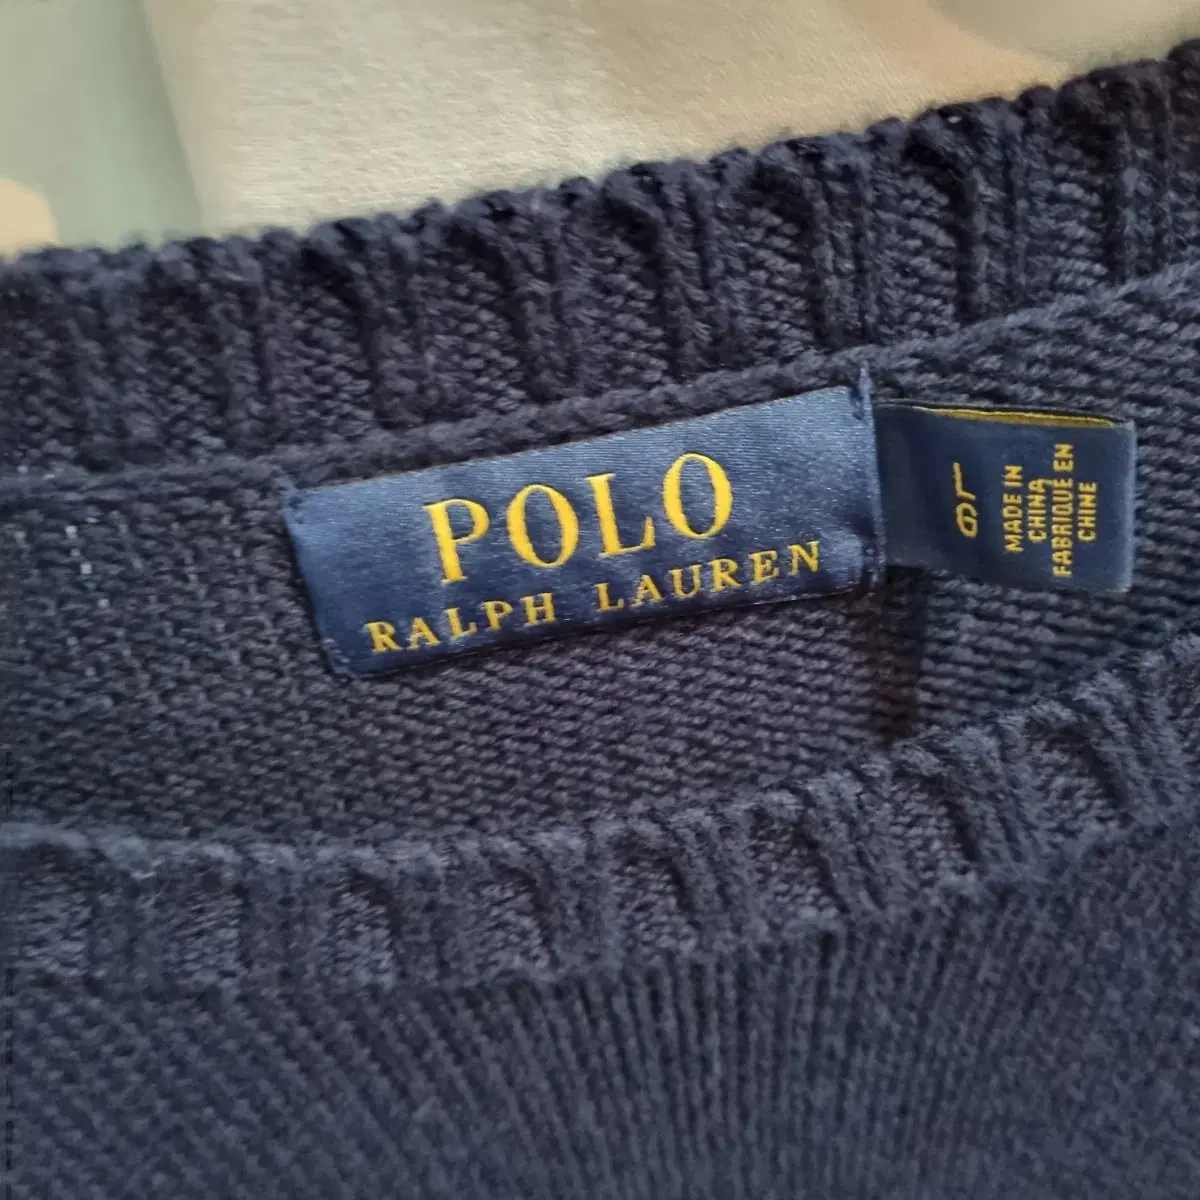 POLO
RALPH LAUREN
MADE IN
CHINA
FABRIQUÉ EN
CHINE